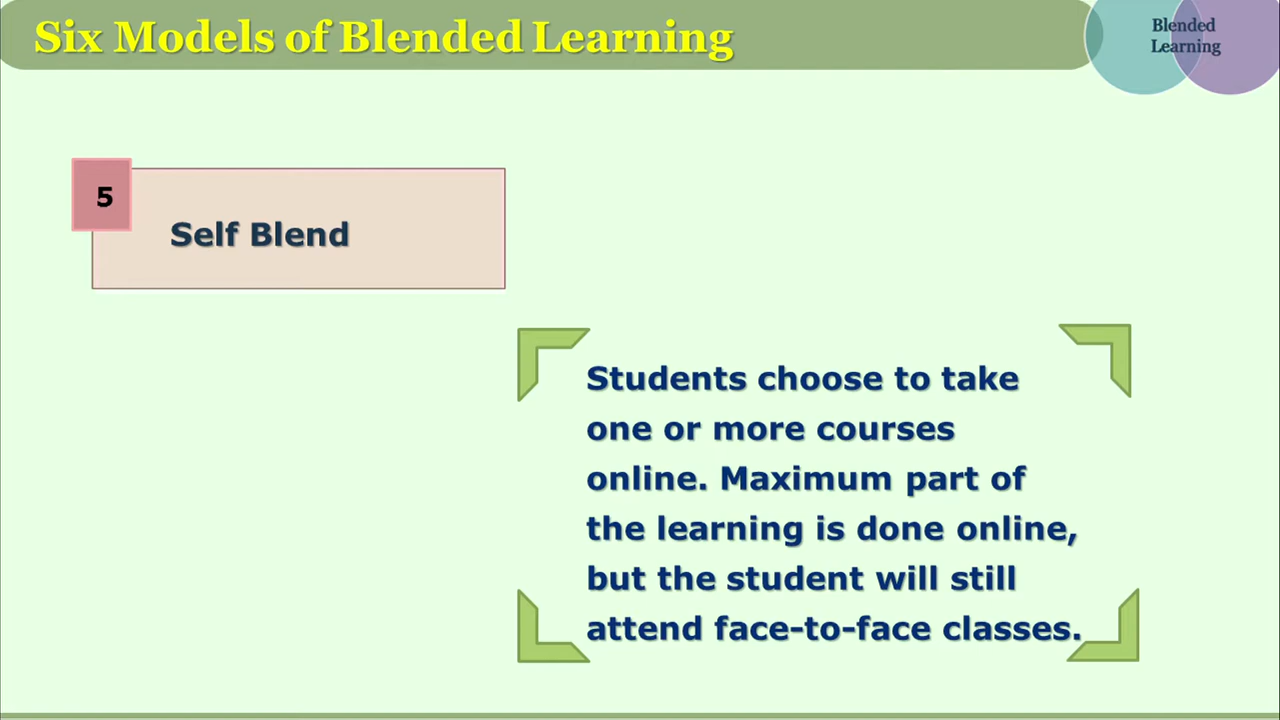 Six Models of Blended Learning
Blended
Learning
5
Self Blend
Students choose to take
one or more courses
online. Maximum part of
the learning is done online,
but the student will still
attend face-to-face classes.